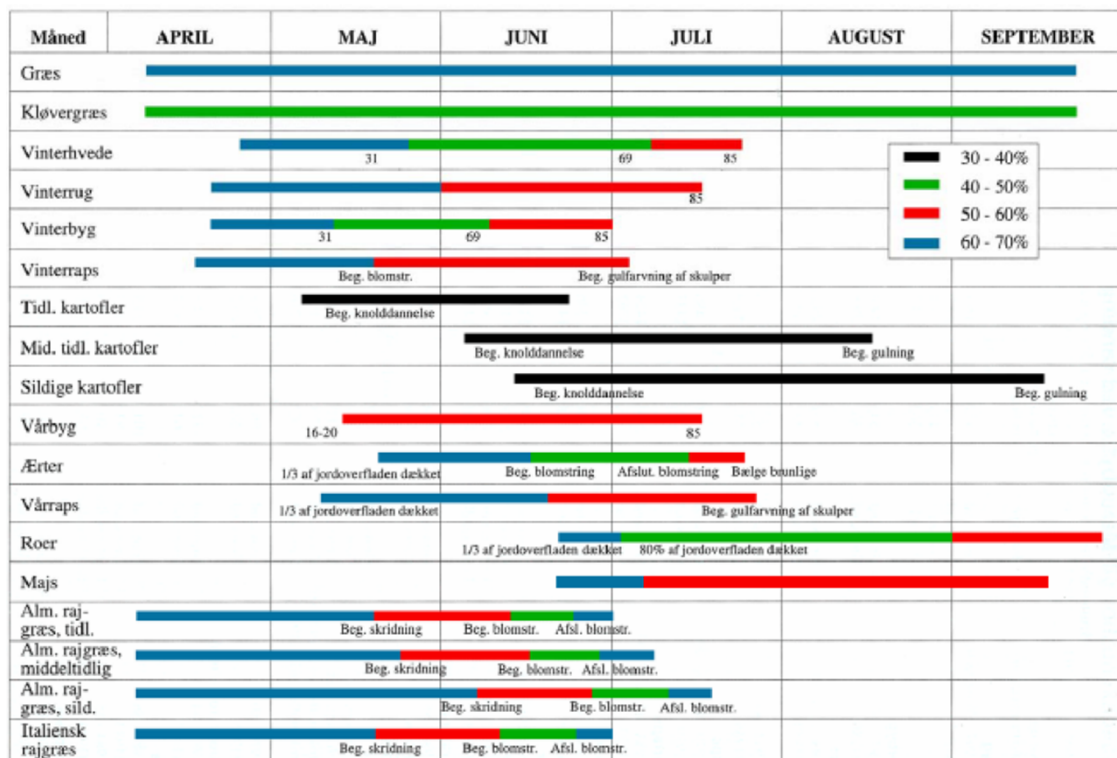 Måned APRIL MAJ JUNI JULI AUGUST SEPTEMBER
Græs
Kløvergræs
Vinterhvede
31 69 85
30 - 40%
40 - 50%
50 - 60%
60 - 70%
Vinterrug
85
Vinterbyg
31 69 85
Vinterraps
Beg. blomstr. Beg. gulfarvning af skulper
Tidl. kartofler
Beg. knolddannelse
Mid. tidl. kartofler
Beg. knolddannelse Beg. gulning
Sildige kartofler
Beg. knolddannelse Beg. gulning
Vårbyg
16-20 85
Ærter
1/3 af jordoverfladen dækket Beg. blomstring Afslut. blomstring Bælge brunlige
Vårraps
1/3 af jordoverfladen dækket Beg. gulfarvning af skulper
Roer
1/3 af jordoverfladen dækket 80% af jordoverfladen dækket
Majs
Alm. raj-
græs, tidl.
Beg. skridning Beg. blomstr. Afsl. blomstr.
Alm. rajgræs,
middeltidlig
Beg. skridning Beg. blomstr. Afsl. blomstr.
Alm. raj-
græs, sild.
Beg. skridning Beg. blomstr. Afsl. blomstr.
Italiensk
rajgræs
Beg. skridning Beg. blomstr. Afsl. blomstr.